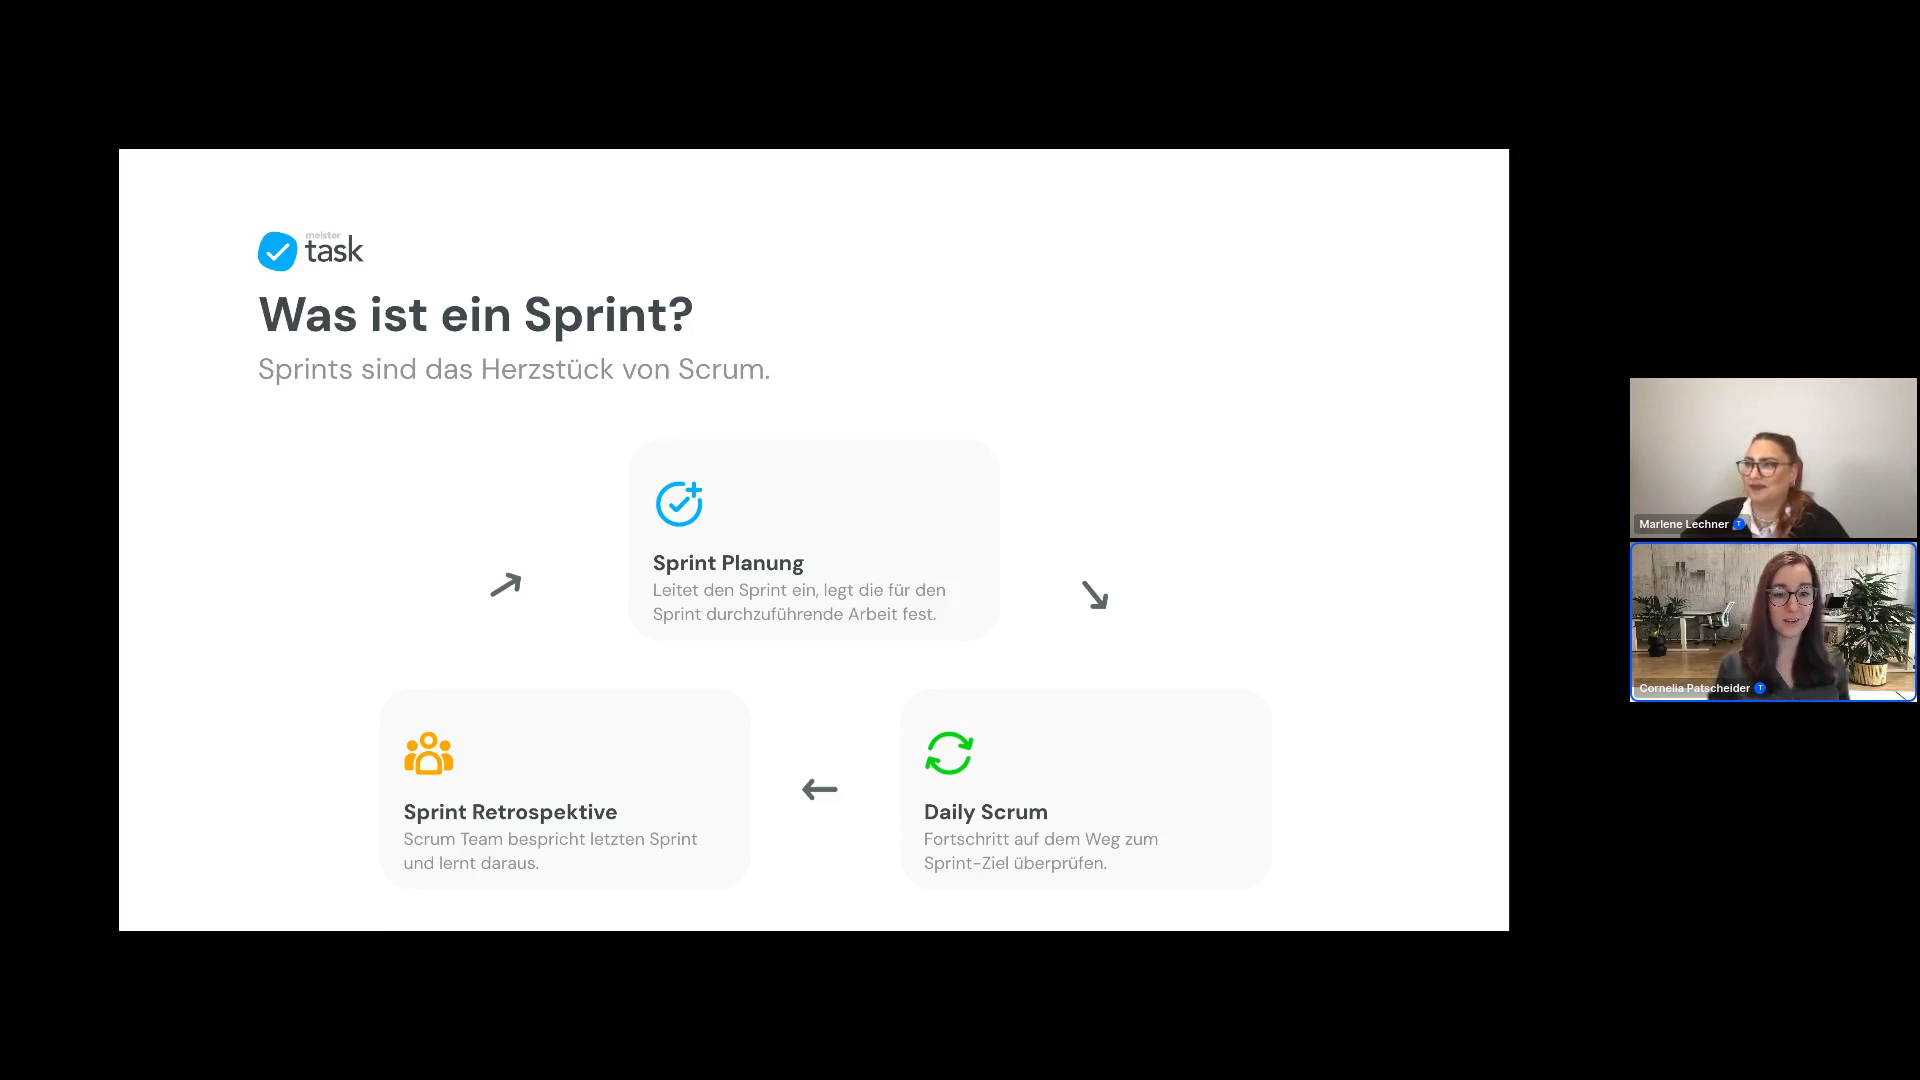 meister
task
Was ist ein Sprint?
Sprints sind das Herzstück von Scrum.
Sprint Planung
Leitet den Sprint ein, legt die für den
Sprint durchzuführende Arbeit fest.
Sprint Retrospektive
Scrum Team bespricht letzten Sprint
und lernt daraus.
Daily Scrum
Fortschritt auf dem Weg zum
Sprint-Ziel überprüfen.
Marlene Lechner T
Cornelia Patscheider T